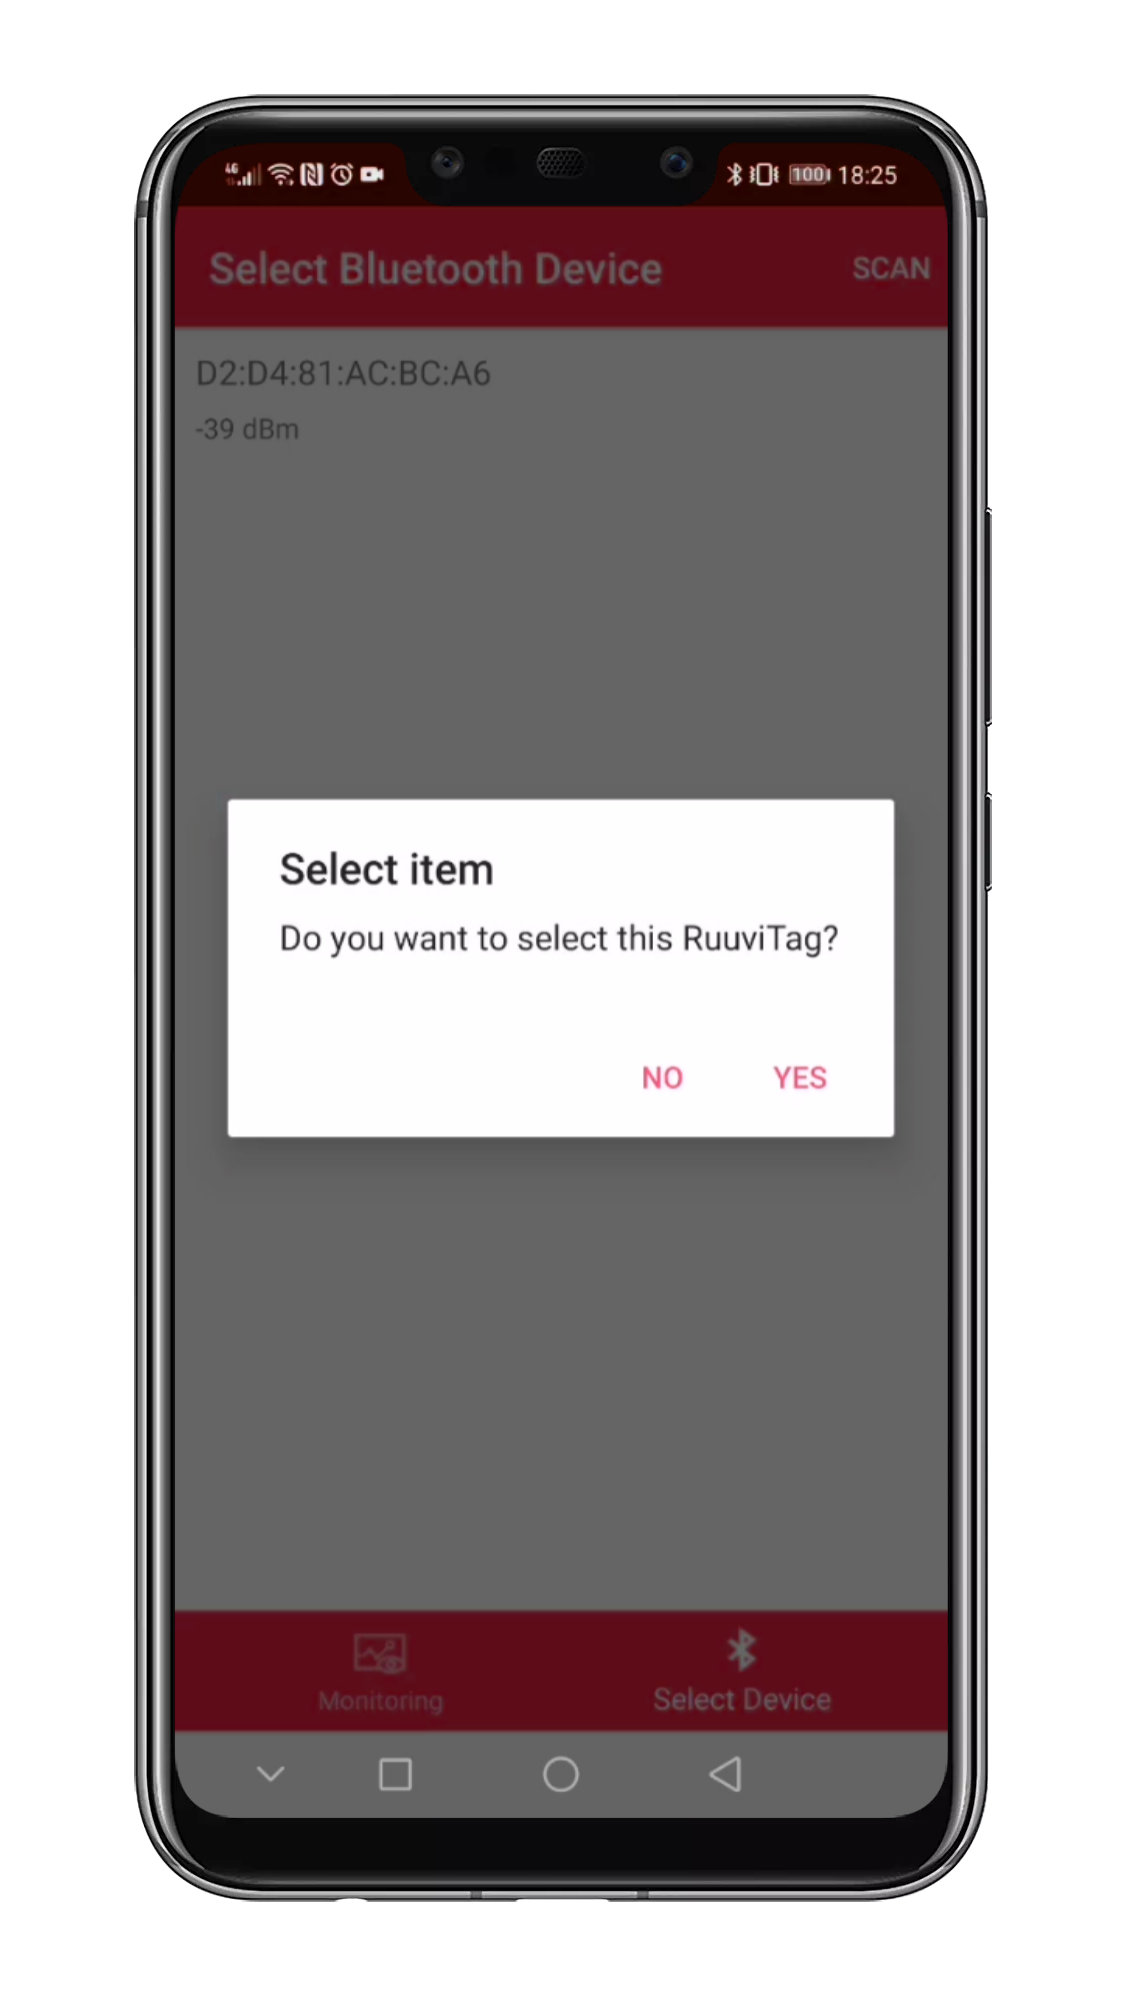 4G 100 18:25
Select Bluetooth Device SCAN
D2:D4:81:AC:BC:A6
-39 dBm
Select item
Do you want to select this RuuviTag?
NO YES
Monitoring Select Device